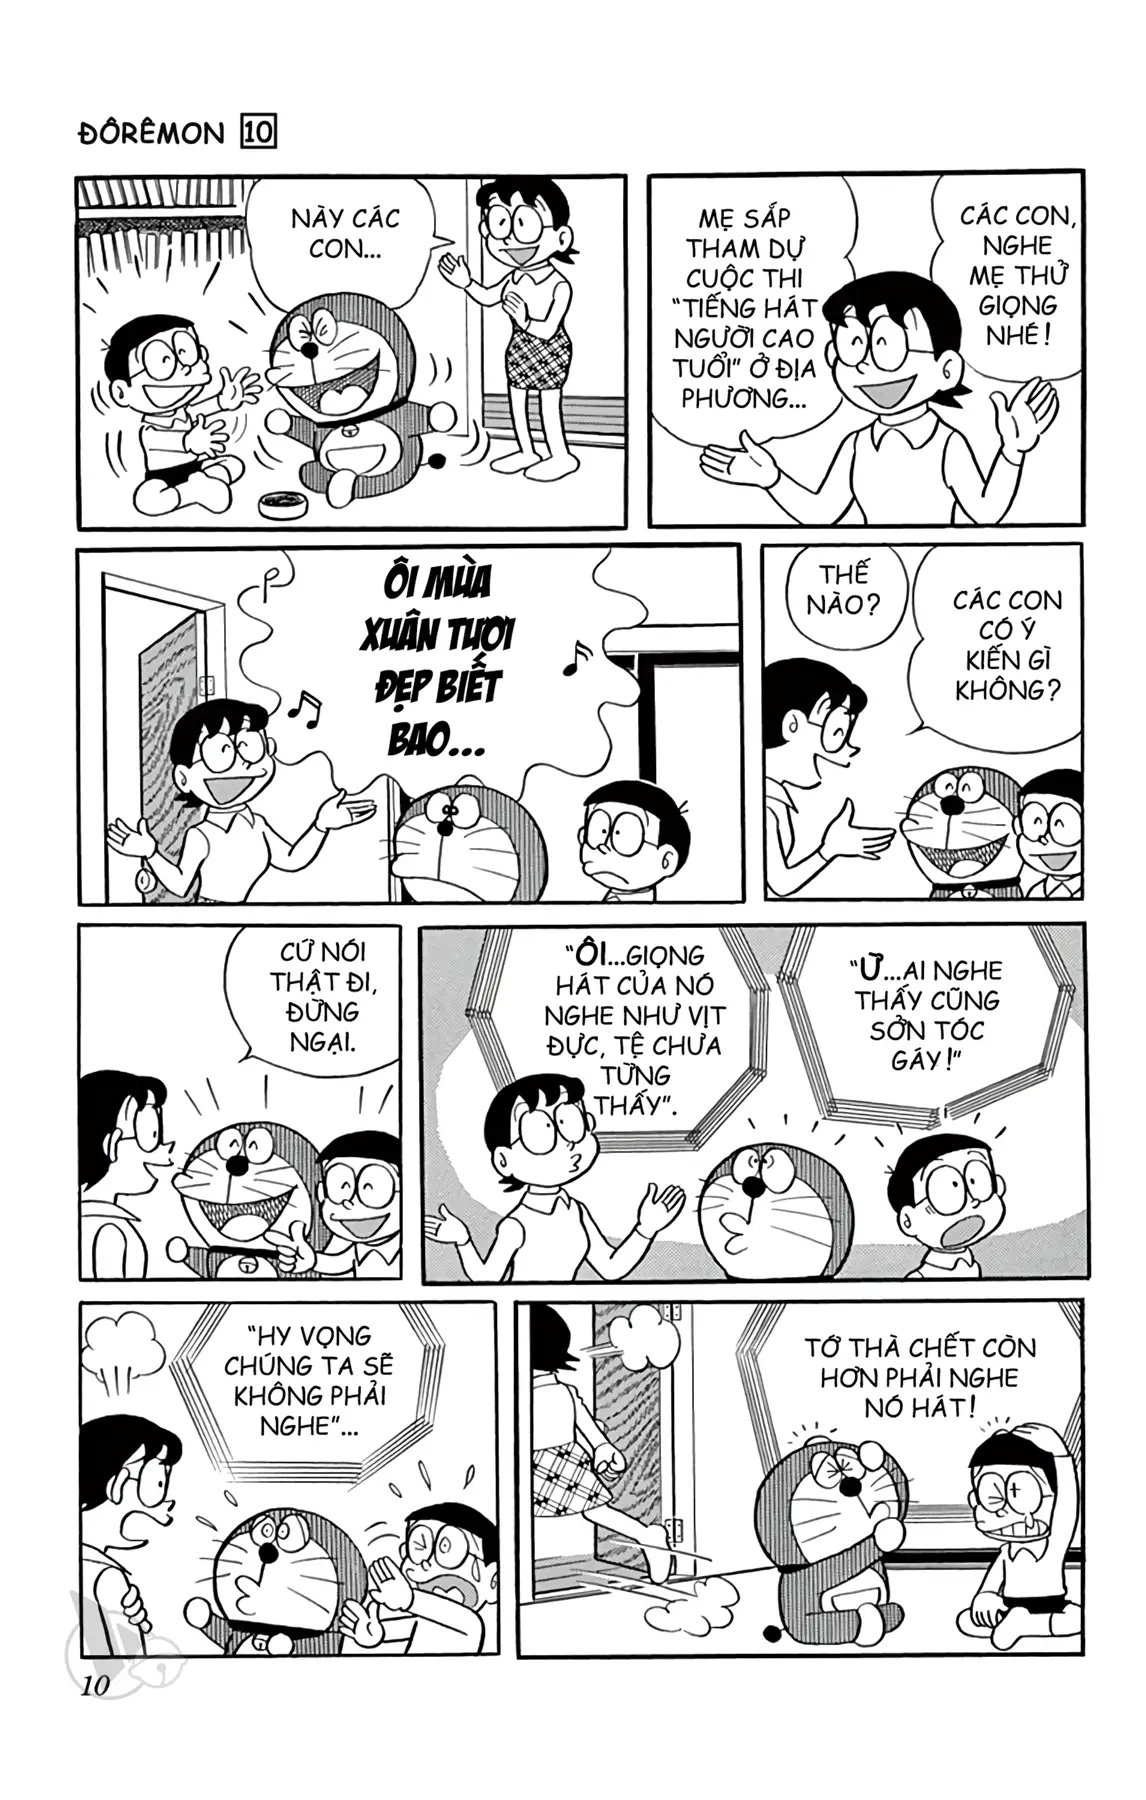 ĐÔRÊMON 10
NÀY CÁC
CON...
MẸ SẮP
THAM DỰ
CUỘC THI
"TIẾNG HÁT
NGƯỜI CAO
TUỔI" Ở ĐỊA
PHƯƠNG...
CÁC CON,
NGHE
MẸ THỬ
GIỌNG
NHÉ!
ÔI MÙA
XUÂN TƯƠI
ĐẸP BIẾT
BAO...
THẾ
NÀO?
CÁC CON
CÓ Ý
KIẾN GÌ
KHÔNG?
CỨ NÓI
THẬT ĐI,
ĐỪNG
NGẠI.
"ÔI...GIỌNG
HÁT CỦA NÓ
NGHE NHƯ VỊT
ĐỰC, TỆ CHƯA
TỪNG
THẤY".
"Ừ...AI NGHE
THẤY CŨNG
SỞN TÓC
GÁY!"
"HY VỌNG
CHÚNG TA SẼ
KHÔNG PHẢI
NGHE"...
TỚ THÀ CHẾT CÒN
HƠN PHẢI NGHE
NÓ HÁT!
10